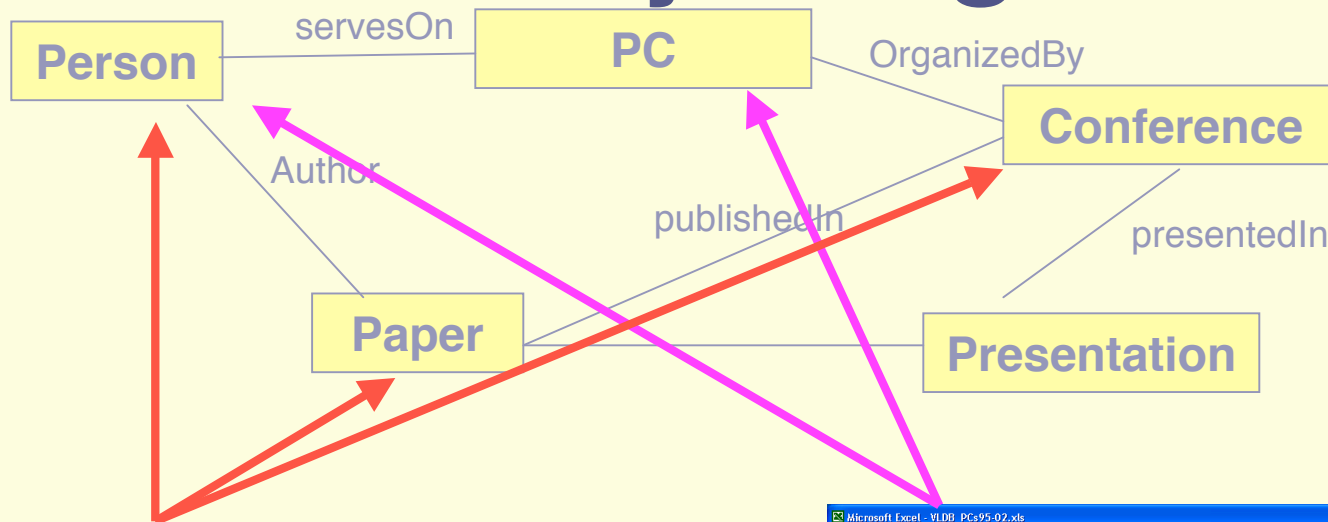 servesOn
Person
PC
OrganizedBy
Conference
Author
publishedIn
presentedIn
Paper
Presentation
Microsoft Excel - VLDB_PCs95-02.xls